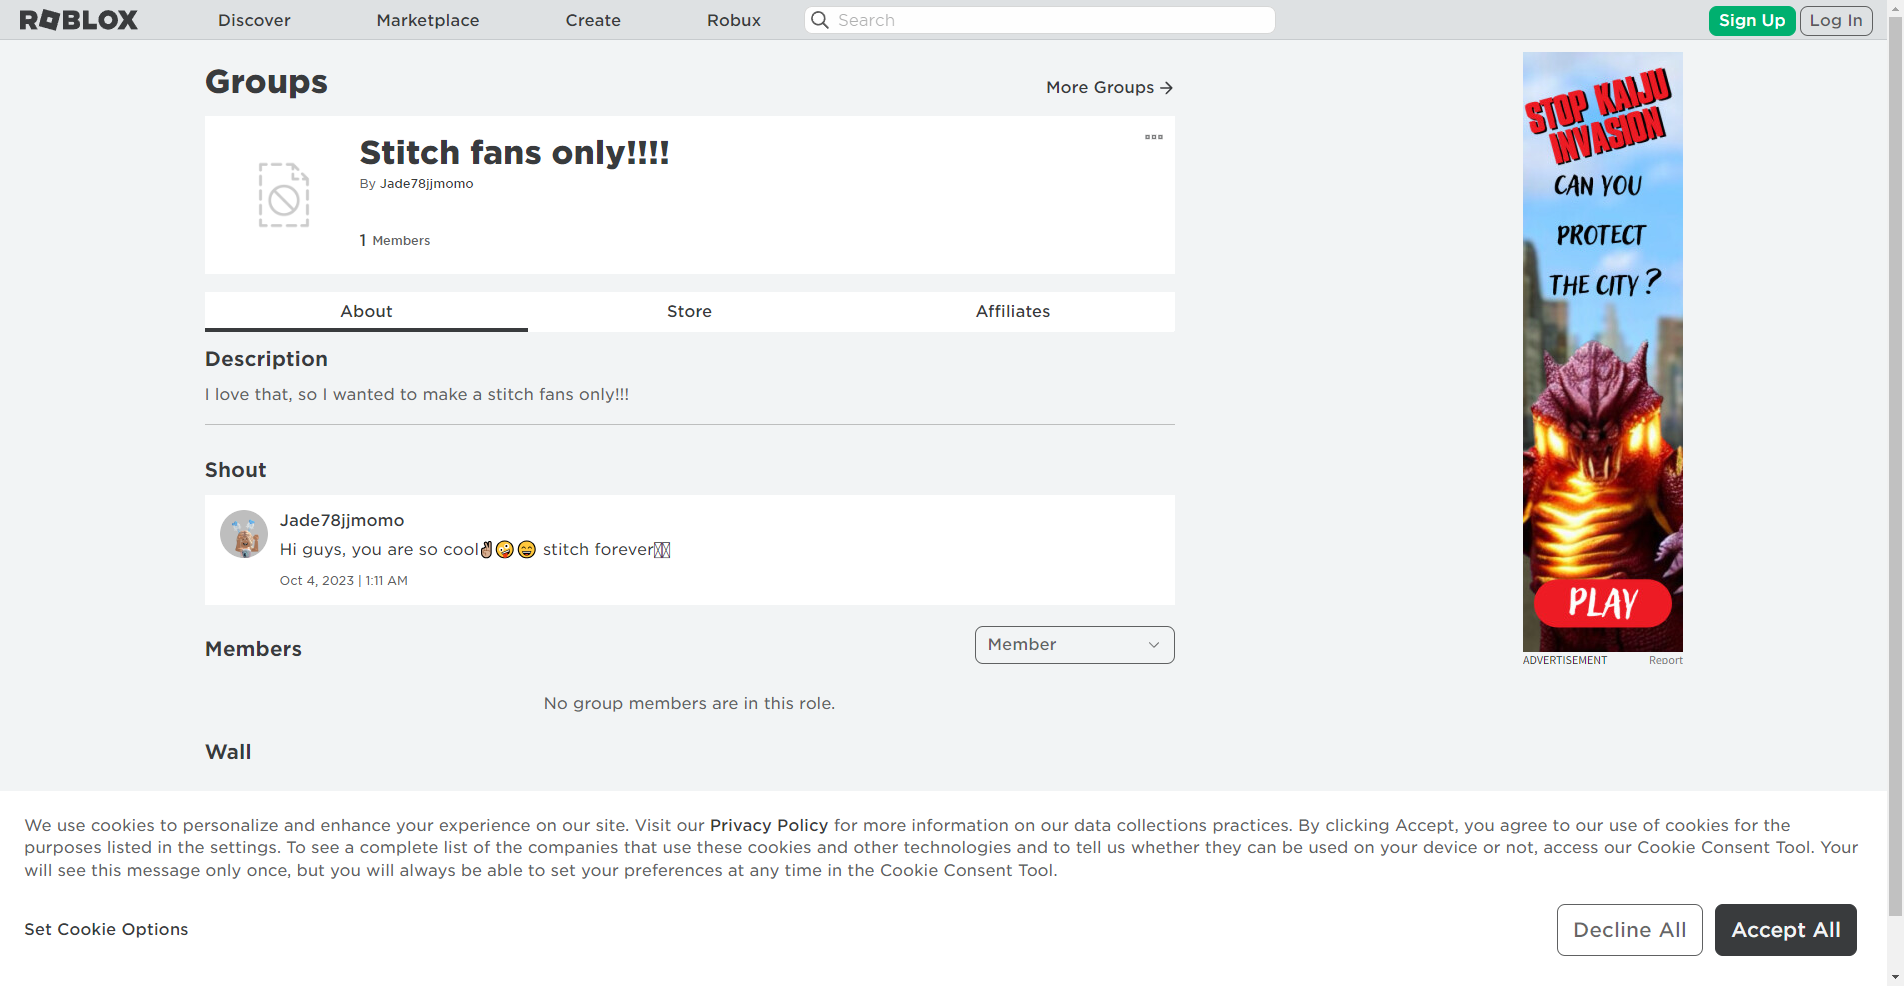 ROBLOX
Discover
Marketplace
Create
Robux
Search
Sign Up
Log In
Groups
More Groups
Stitch fans only!!!!
By Jade78jjmomo
1 Members
About
Store
Affiliates
Description
I love that, so I wanted to make a stitch fans only!!!
Shout
Jade78jjmomo
Hi guys, you are so cool✌🏽🤪😄 stitch forever
Oct 4, 2023 | 1:11 AM
Members
Member
No group members are in this role.
Wall
STOP KAIJU
INVASION
CAN YOU
PROTECT
THE CITY?
PLAY
ADVERTISEMENT
Report
We use cookies to personalize and enhance your experience on our site. Visit our Privacy Policy for more information on our data collections practices. By clicking Accept, you agree to our use of cookies for the
purposes listed in the settings. To see a complete list of the companies that use these cookies and other technologies and to tell us whether they can be used on your device or not, access our Cookie Consent Tool. Your
will see this message only once, but you will always be able to set your preferences at any time in the Cookie Consent Tool.
Set Cookie Options
Decline All
Accept All